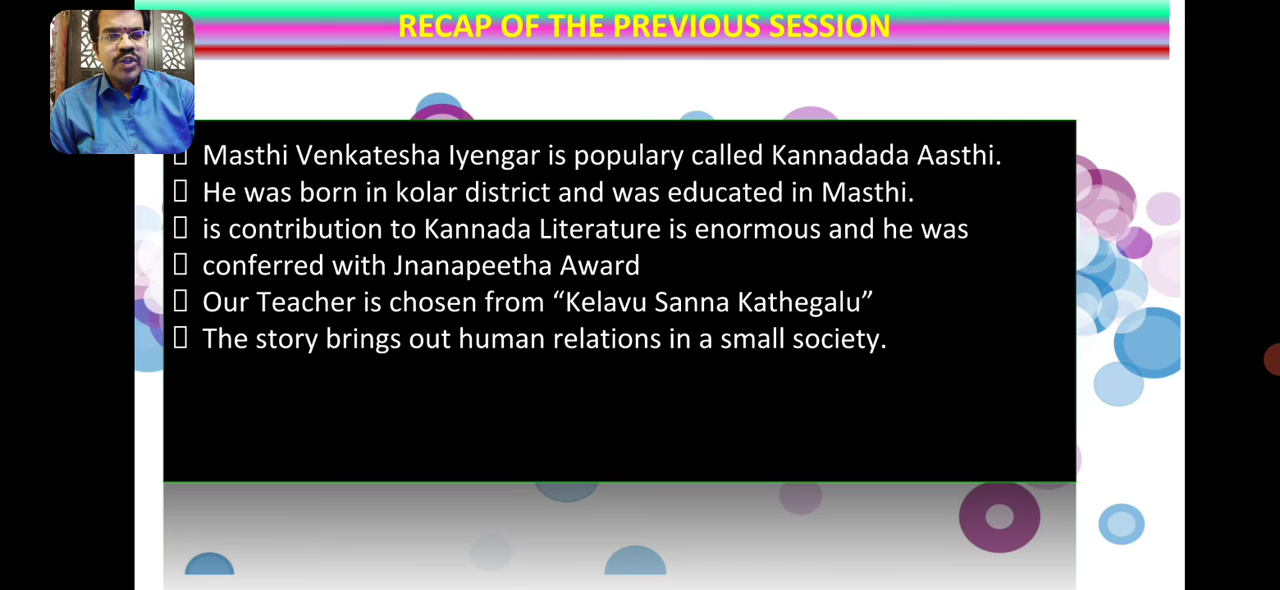 RECAP OF THE PREVIOUS SESSION
Masthi Venkatesha Iyengar is populary called Kannadada Aasthi.
He was born in kolar district and was educated in Masthi.
is contribution to Kannada Literature is enormous and he was
conferred with Jnanapeetha Award
Our Teacher is chosen from “Kelavu Sanna Kathegalu”
The story brings out human relations in a small society.